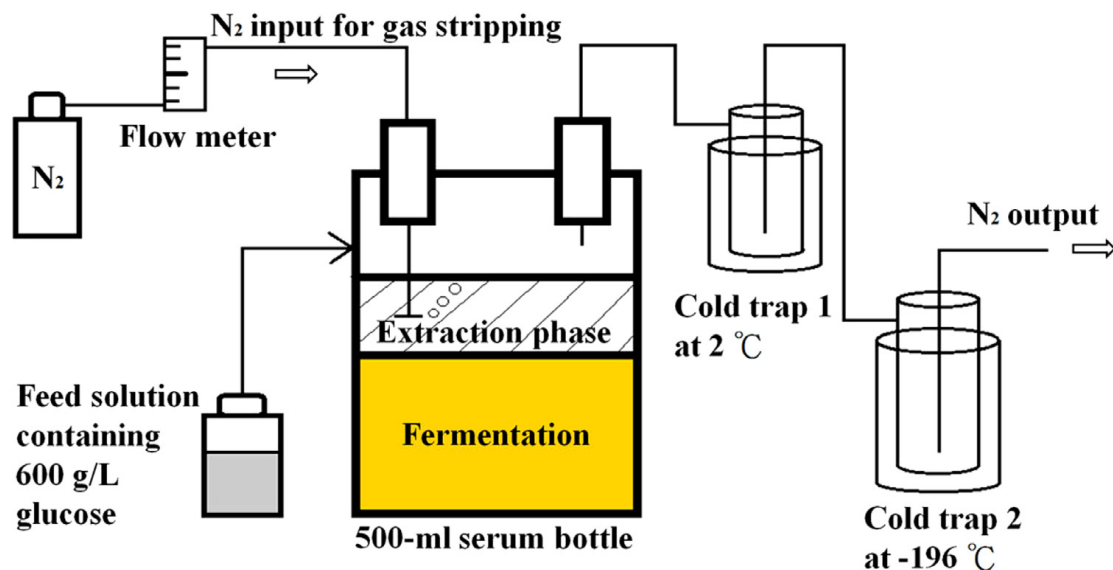 N₂ input for gas stripping
Flow meter
N₂
N₂ output
Cold trap 1
at 2 ℃
Extraction phase
Feed solution
containing
600 g/L
glucose
Fermentation
500-ml serum bottle
Cold trap 2
at -196 ℃